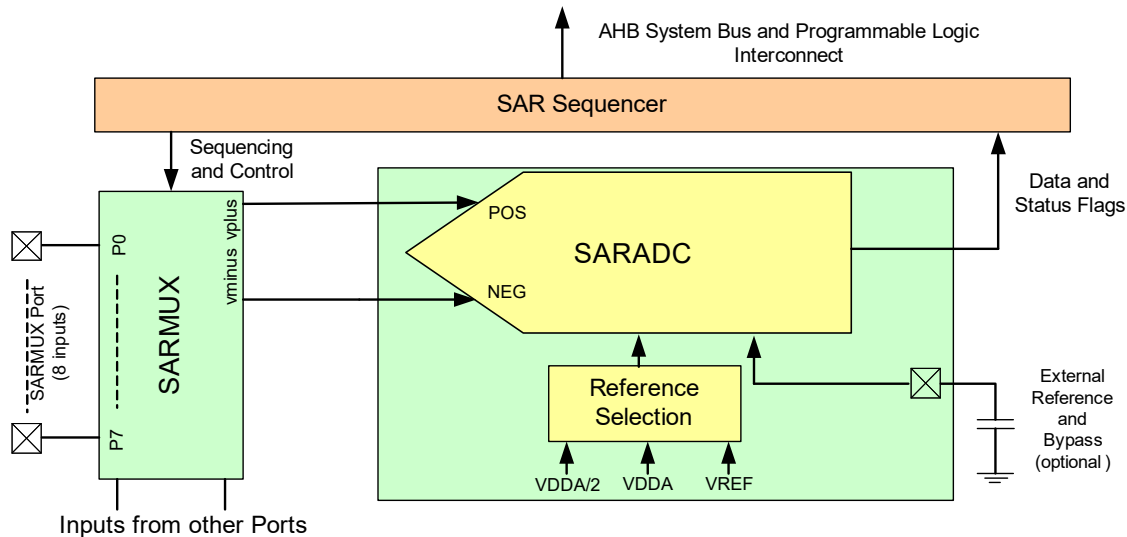 AHB System Bus and Programmable Logic
Interconnect
SAR Sequencer
Sequencing
and Control
Data and
Status Flags
vminus vplus
POS
NEG
SARADC
P0
P7
SARMUX
SARMUX Port
(8 inputs)
Reference
Selection
VDDA/2
VDDA
VREF
External
Reference
and
Bypass
(optional )
Inputs from other Ports